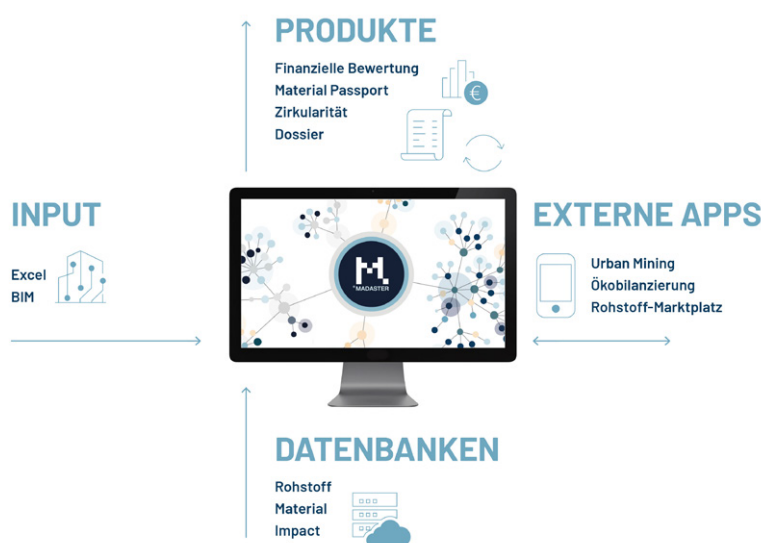 PRODUKTE
Finanzielle Bewertung
Material Passport
Zirkularität
Dossier
€
INPUT
Excel
BIM
M
MADASTER
EXTERNE APPS
Urban Mining
Ökobilanzierung
Rohstoff-Marktplatz
DATENBANKEN
Rohstoff
Material
Impact